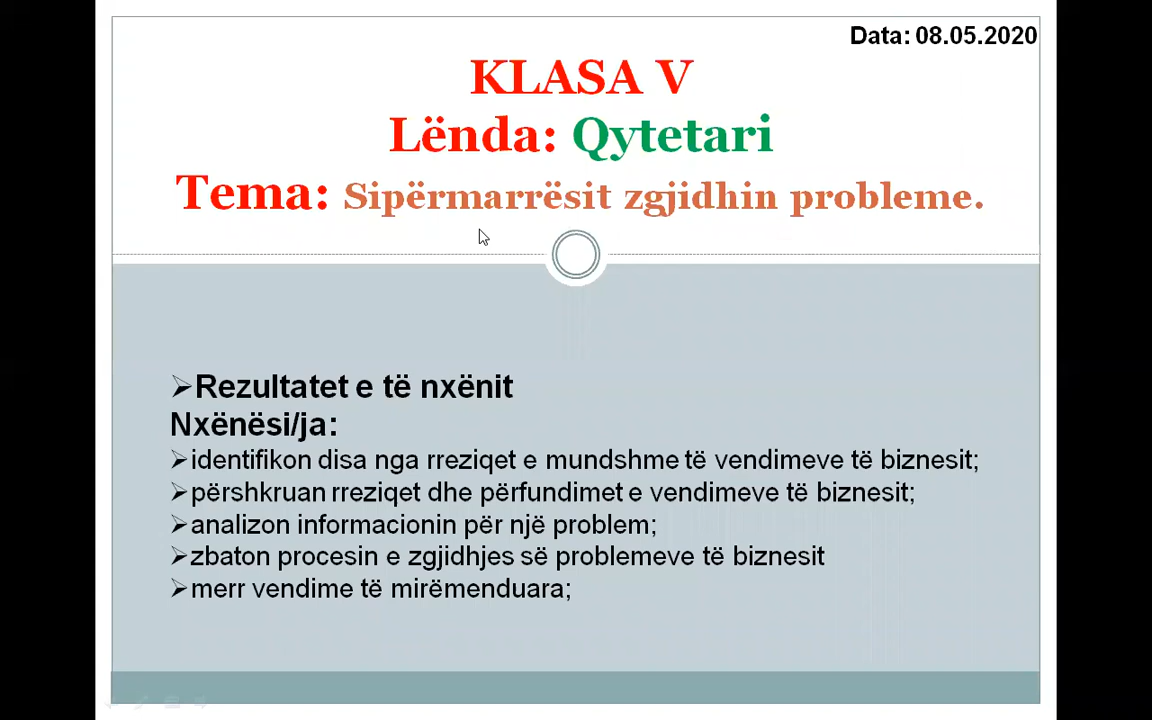 Data: 08.05.2020
KLASA V
Lënda: Qytetari
Tema: Sipërmarrësit zgjidhin probleme.
➢Rezultatet e të nxënit
Nxënësi/ja:
➢identifikon disa nga rreziqet e mundshme të vendimeve të biznesit;
➢përshkruan rreziqet dhe përfundimet e vendimeve të biznesit;
➢analizon informacionin për një problem;
➢zbaton procesin e zgjidhjes së problemeve të biznesit
➢merr vendime të mirëmenduara;